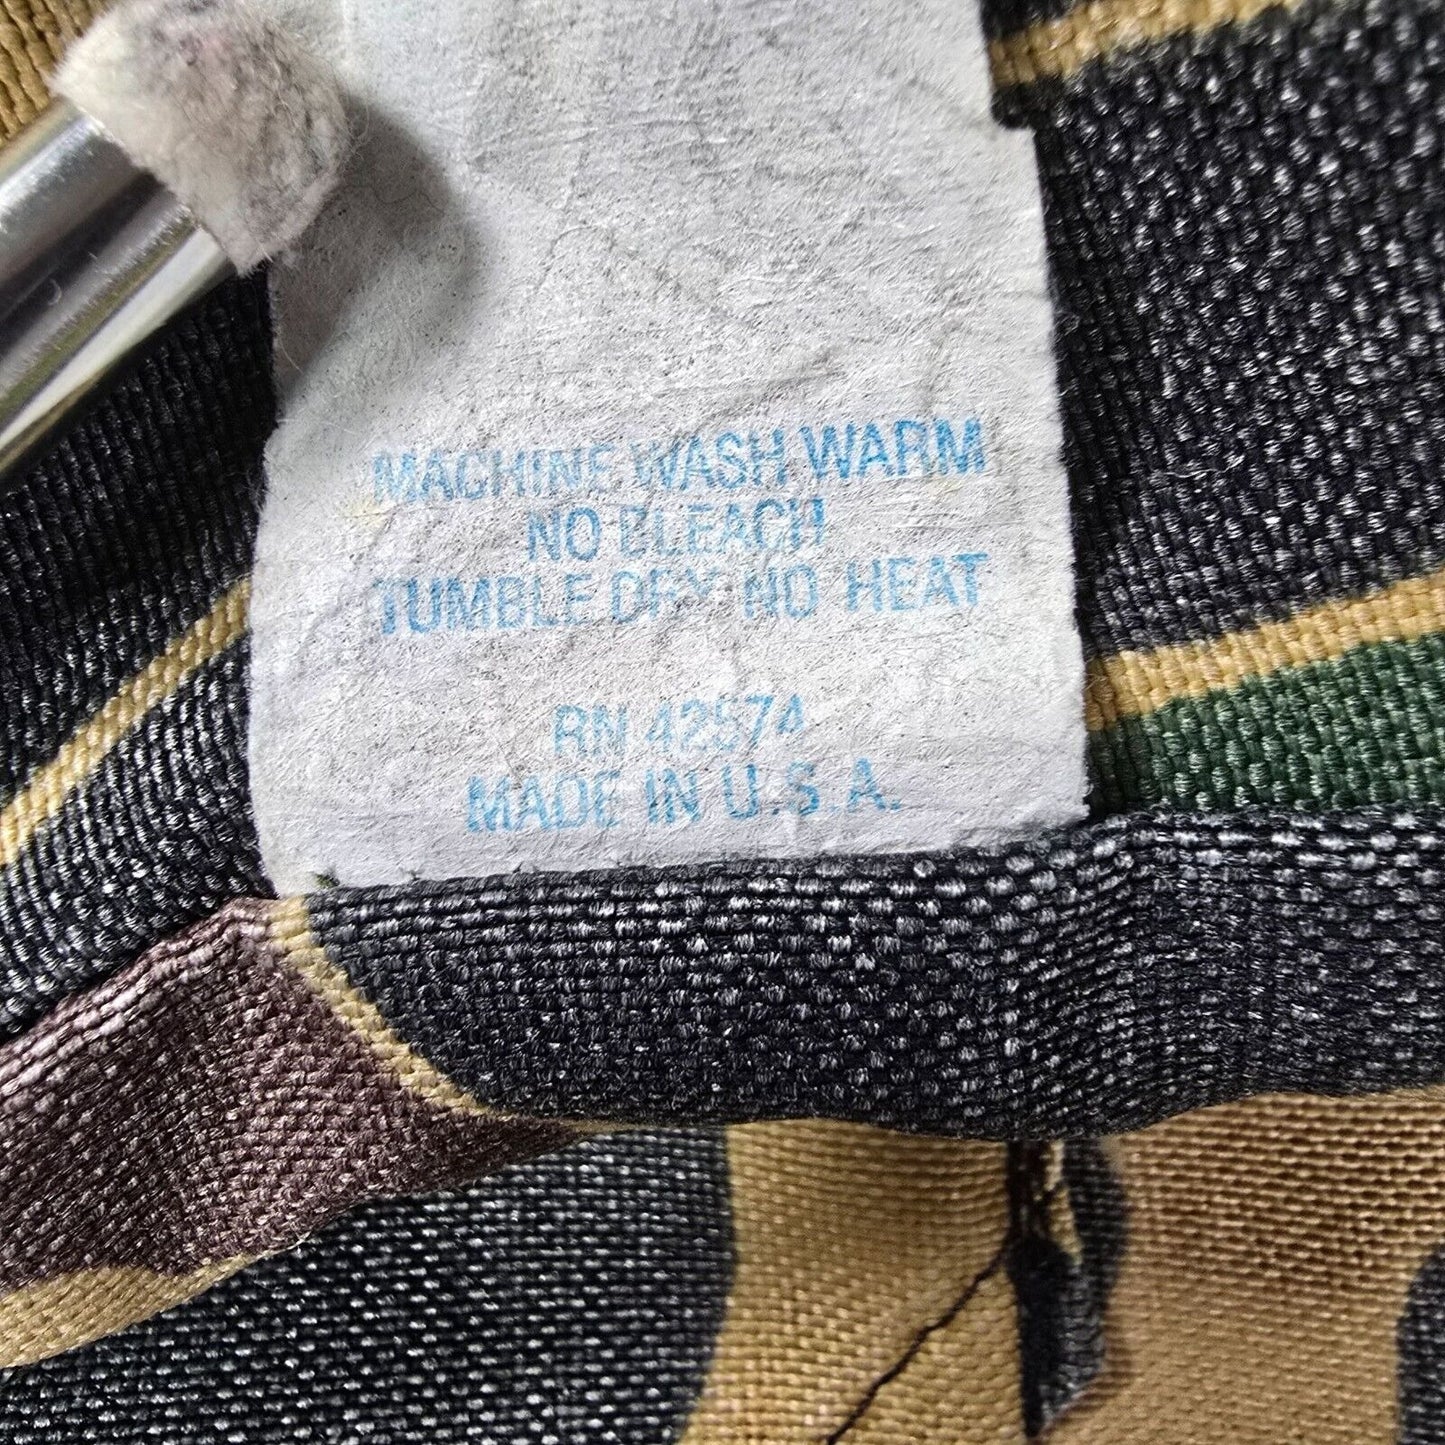 MACHINE WASH WARM
NO BLEACH
TUMBLE DRY NO HEAT
RN 42574
MADE IN U.S.A.